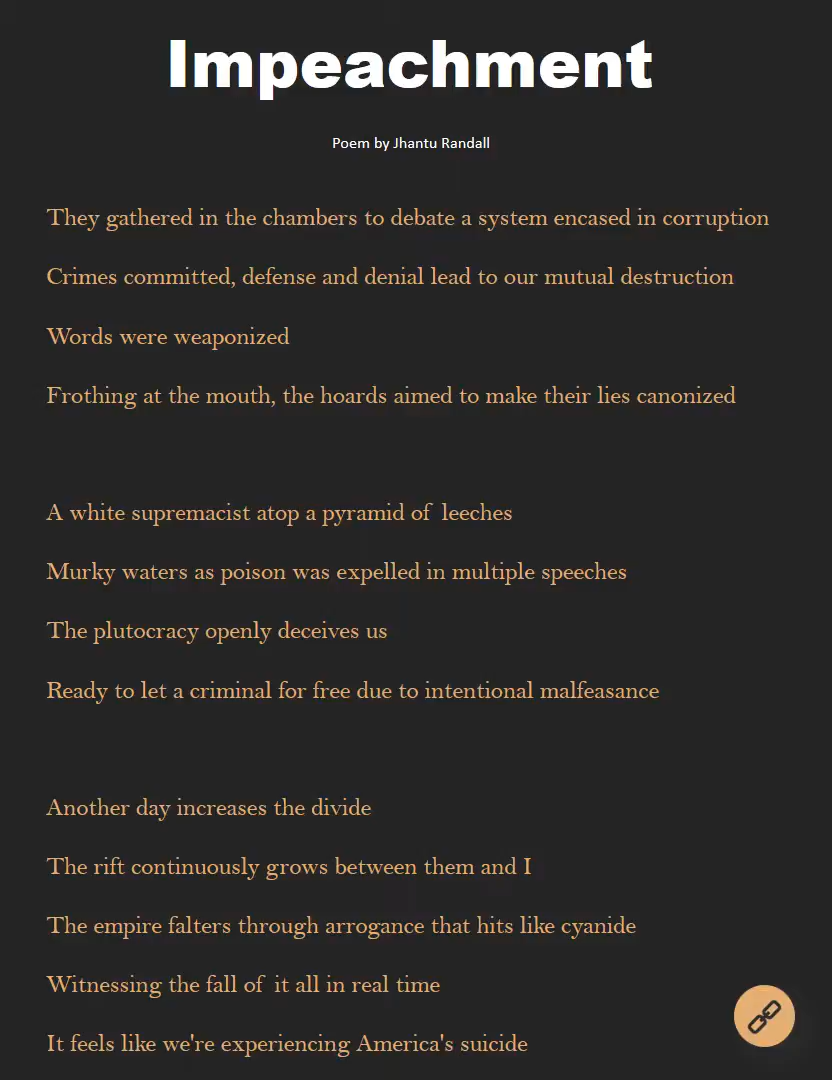 Impeachment
Poem by Jhantu Randall
They gathered in the chambers to debate a system encased in corruption
Crimes committed, defense and denial lead to our mutual destruction
Words were weaponized
Frothing at the mouth, the hoards aimed to make their lies canonized
A white supremacist atop a pyramid of leeches
Murky waters as poison was expelled in multiple speeches
The plutocracy openly deceives us
Ready to let a criminal for free due to intentional malfeasance
Another day increases the divide
The rift continuously grows between them and I
The empire falters through arrogance that hits like cyanide
Witnessing the fall of it all in real time
It feels like we're experiencing America's suicide